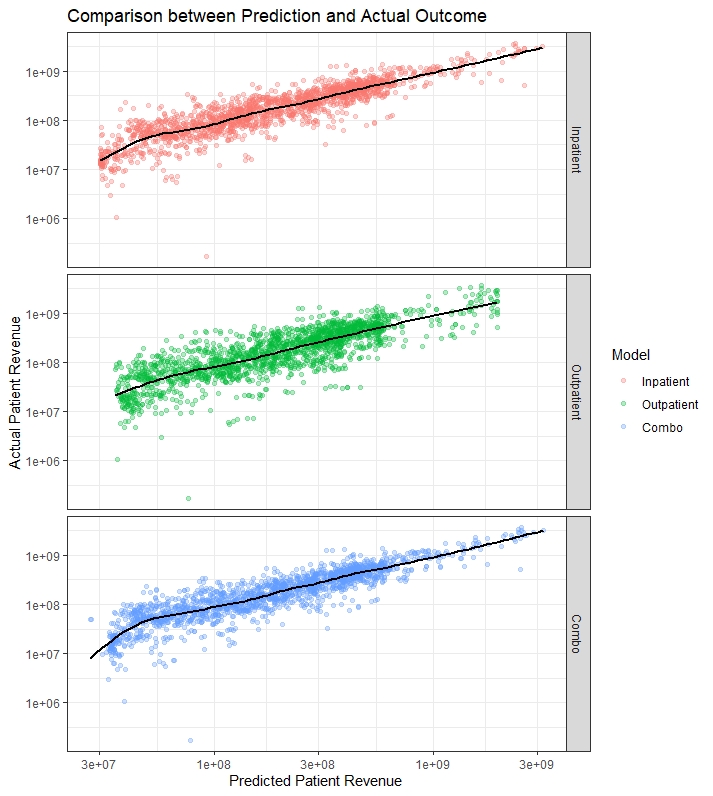 Comparison between Prediction and Actual Outcome
1e+09
1e+08
1e+07
1e+06
Inpatient
1e+09
1e+08
1e+07
1e+06
Outpatient
1e+09
1e+08
1e+07
1e+06
Combo
Actual Patient Revenue
3e+07 1e+08 3e+08 1e+09 3e+09
Predicted Patient Revenue
Model
Inpatient
Outpatient
Combo